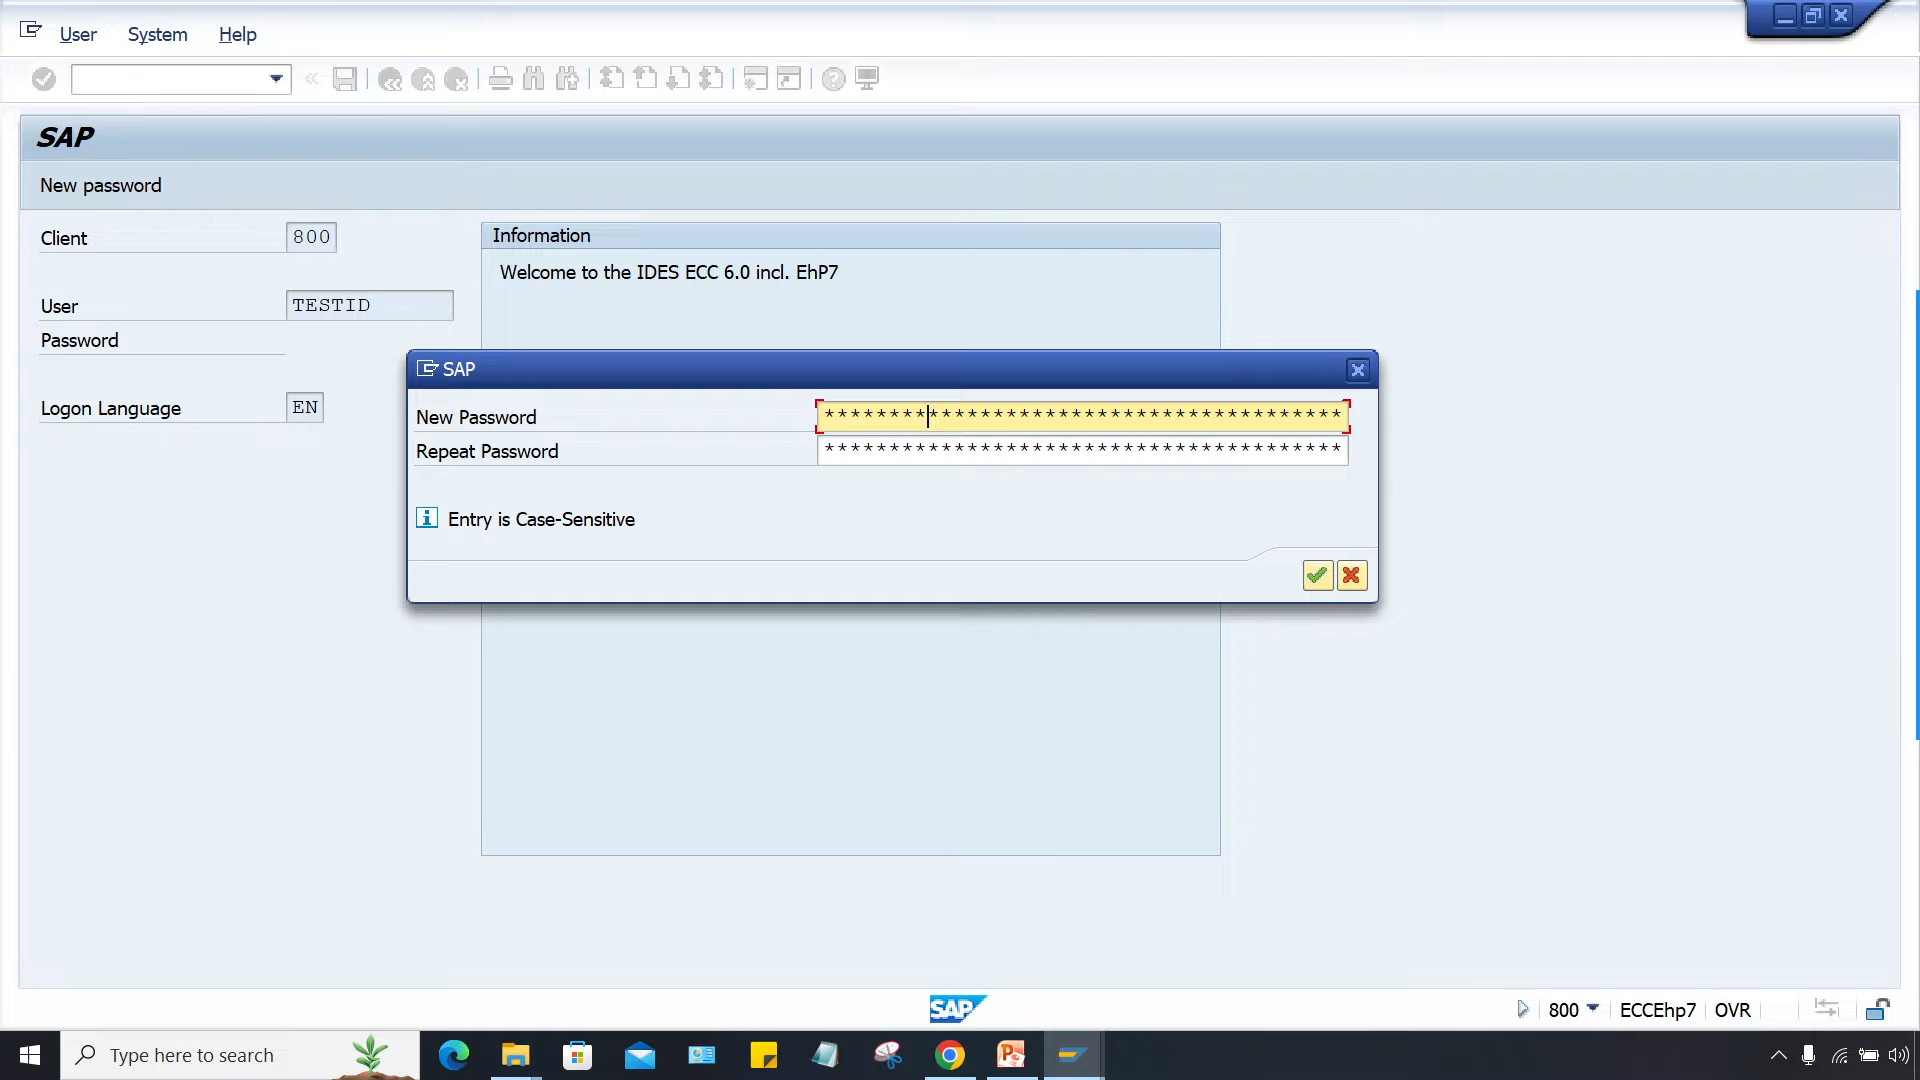 User System Help
SAP
New password
Client 800
Information
Welcome to the IDES ECC 6.0 incl. EhP7
User TESTID
Password
Logon Language EN
SAP
New Password ****************************************
Repeat Password ****************************************
Entry is Case-Sensitive
SAP
800 ECCEhp7 OVR
Type here to search